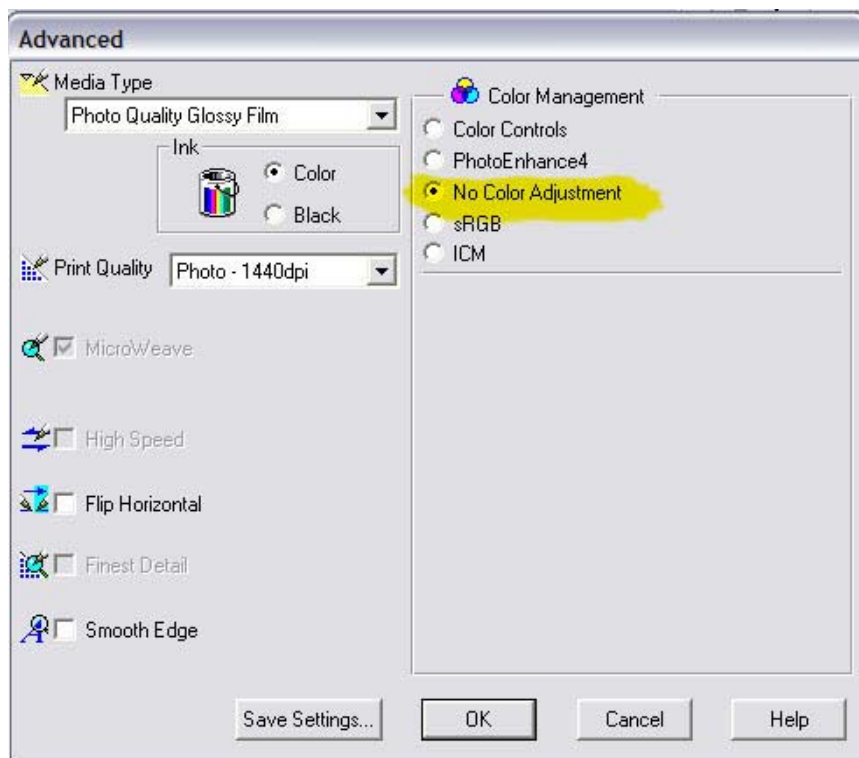 Advanced
Media Type
Photo Quality Glossy Film
Ink
Color
Black
Print Quality
Photo - 1440dpi
MicroWeave
High Speed
Flip Horizontal
Finest Detail
Smooth Edge
Color Management
Color Controls
PhotoEnhance4
No Color Adjustment
sRGB
ICM
Save Settings...
OK
Cancel
Help